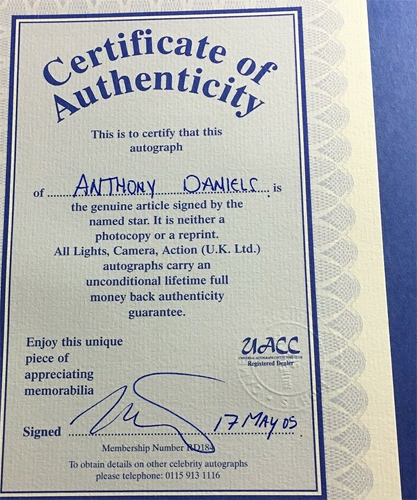 Certificate of
Authenticity
This is to certify that this
autograph
of ANTHONY DANIELS is
the genuine article signed by the
named star. It is neither a
photocopy or a reprint.
All Lights, Camera, Action (U.K. Ltd.)
autographs carry an
unconditional lifetime full
money back authenticity
guarantee.
Enjoy this unique
piece of
appreciating
memorabilia
UACC
Registered Dealer
Signed 17 MAY 05
Membership Number RD184
To obtain details on other celebrity autographs
please telephone: 0115 913 1116